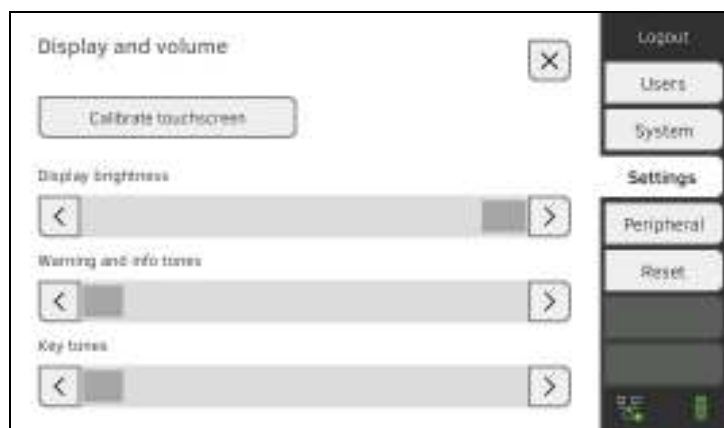 Display and volume
Calibrate touchscreen
Display brightness
Warning and info tones
Key tones
Logout
Users
System
Settings
Peripheral
Reset